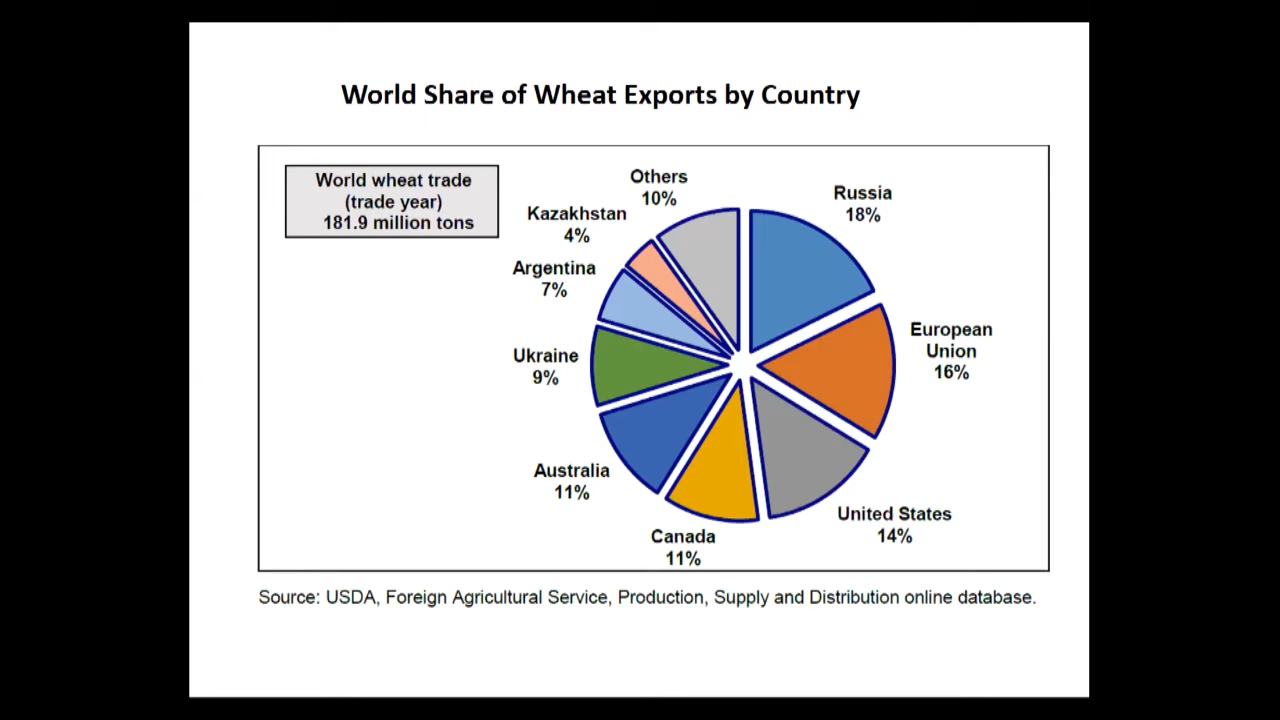 World Share of Wheat Exports by Country
World wheat trade
(trade year)
181.9 million tons
Others
10%
Russia
18%
Kazakhstan
4%
Argentina
7%
European
Union
16%
Ukraine
9%
Australia
11%
United States
14%
Canada
11%
Source: USDA, Foreign Agricultural Service, Production, Supply and Distribution online database.